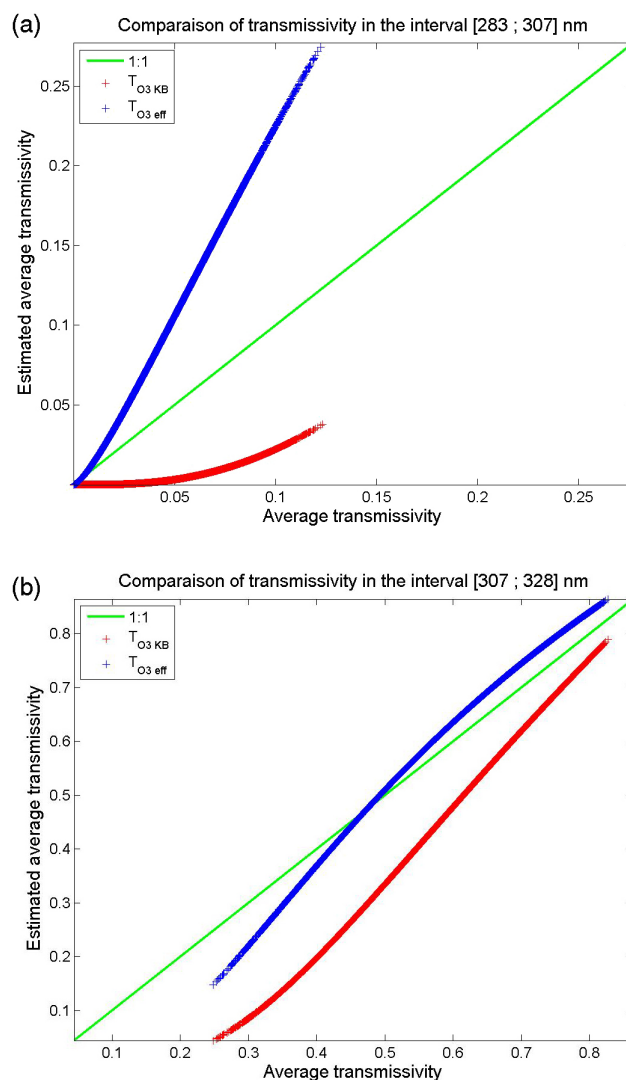 (a)
Comparaison of transmissivity in the interval [283 ; 307] nm
1:1
T O3 KB
T O3 eff
Estimated average transmissivity
0.25
0.2
0.15
0.1
0.05
0.05 0.1 0.15 0.2 0.25
Average transmissivity
(b)
Comparaison of transmissivity in the interval [307 ; 328] nm
1:1
T O3 KB
T O3 eff
Estimated average transmissivity
0.8
0.7
0.6
0.5
0.4
0.3
0.2
0.1
0.1 0.2 0.3 0.4 0.5 0.6 0.7 0.8
Average transmissivity